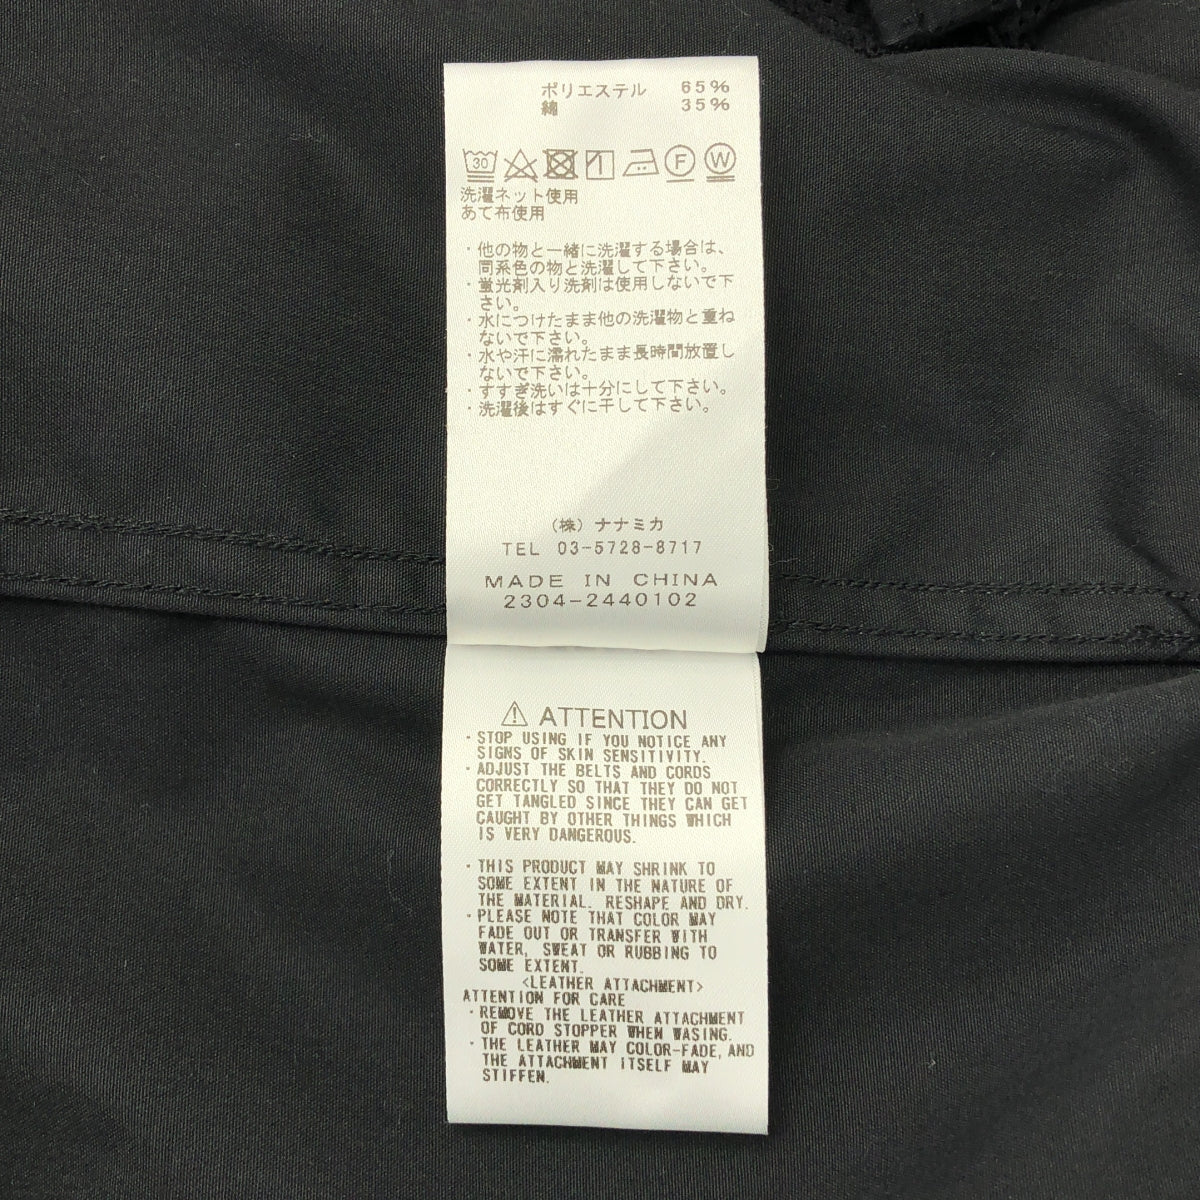 ポリエステル 65%
綿 35%
30 F W
洗濯ネット使用
あて布使用
・他の物と一緒に洗濯する場合は、
同系色の物と洗濯して下さい。
・蛍光剤入り洗剤は使用しないで下
さい。
・水につけたまま他の洗濯物と重ね
ないで下さい。
・水や汗に濡れたまま長時間放置し
ないで下さい。
・すすぎ洗いは十分にして下さい。
・洗濯後はすぐに干して下さい。
(株) ナナミカ
TEL 03-5728-8717
MADE IN CHINA
2304-2440102
⚠ ATTENTION
・STOP USING IF YOU NOTICE ANY
SIGNS OF SKIN SENSITIVITY.
・ADJUST THE BELTS AND CORDS
CORRECTLY SO THAT THEY DO NOT
GET TANGLED SINCE THEY CAN GET
CAUGHT BY OTHER THINGS WHICH
IS VERY DANGEROUS.
・THIS PRODUCT MAY SHRINK TO
SOME EXTENT IN THE NATURE OF
THE MATERIAL. RESHAPE AND DRY.
・PLEASE NOTE THAT COLOR MAY
FADE OUT OR TRANSFER WITH
WATER, SWEAT OR RUBBING TO
SOME EXTENT.
<LEATHER ATTACHMENT>
ATTENTION FOR CARE
・REMOVE THE LEATHER ATTACHMENT
OF CORD STOPPER WHEN WASING.
・THE LEATHER MAY COLOR-FADE, AND
THE ATTACHMENT ITSELF MAY
STIFFEN.